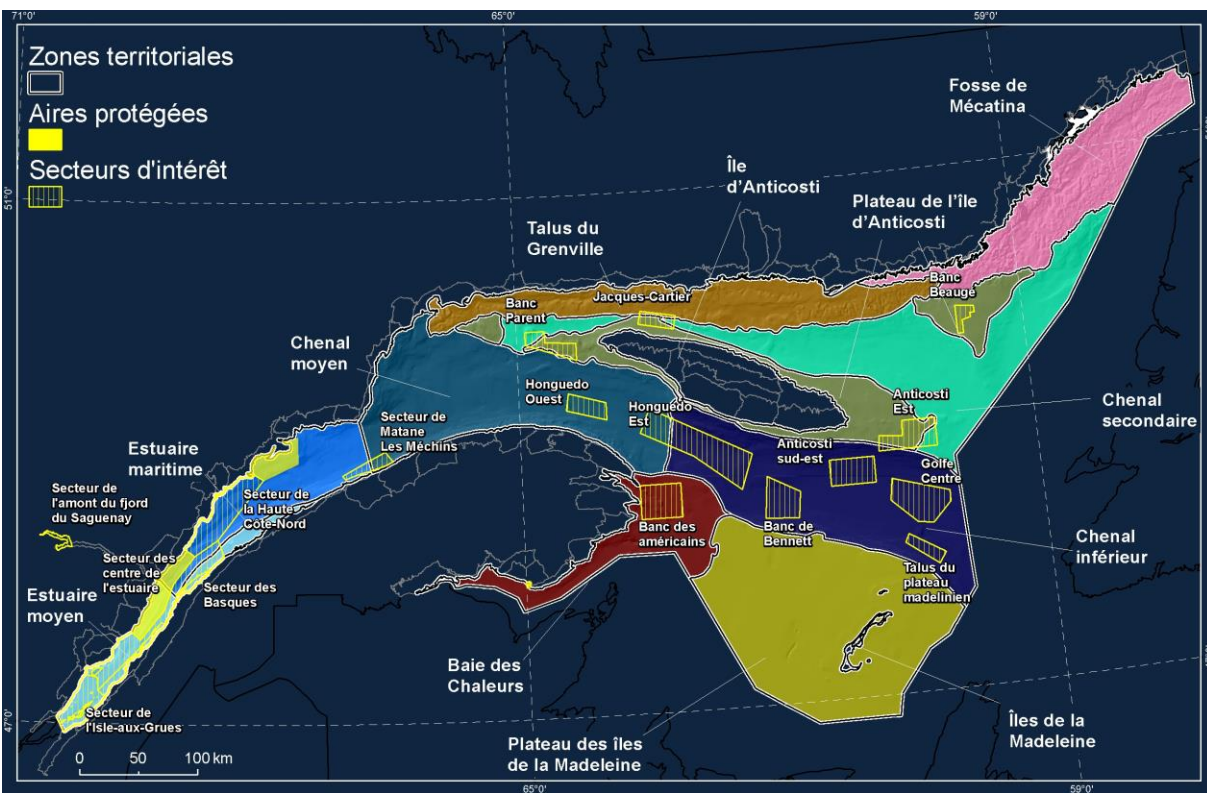 71°0'
65°0'
59°0'
Zones territoriales
Aires protégées
Secteurs d'intérêt
51°0'
47°0'
Fosse de
Mécatina
Île
d'Anticosti
Plateau de l'île
d'Anticosti
Talus du
Grenville
Banc
Beaugé
Jacques-Cartier
Banc
Parent
Chenal
moyen
Honguedo
Ouest
Honguedo
Est
Anticosti
Est
Chenal
secondaire
Secteur de
Matane
Les Méchins
Anticosti
sud-est
Golfe
Centre
Estuaire
maritime
Secteur de
l'amont du fjord
du Saguenay
Secteur de
la Haute
Côte-Nord
Banc des
américains
Banc de
Bennett
Chenal
inférieur
Secteur des
centre de
l'estuaire
Secteur des
Basques
Talus du
plateau
madelinien
Estuaire
moyen
Baie des
Chaleurs
Secteur de
l'Isle-aux-Grues
Îles de la
Madeleine
Plateau des îles
de la Madeleine
0 50 100 km
65°0'
59°0'